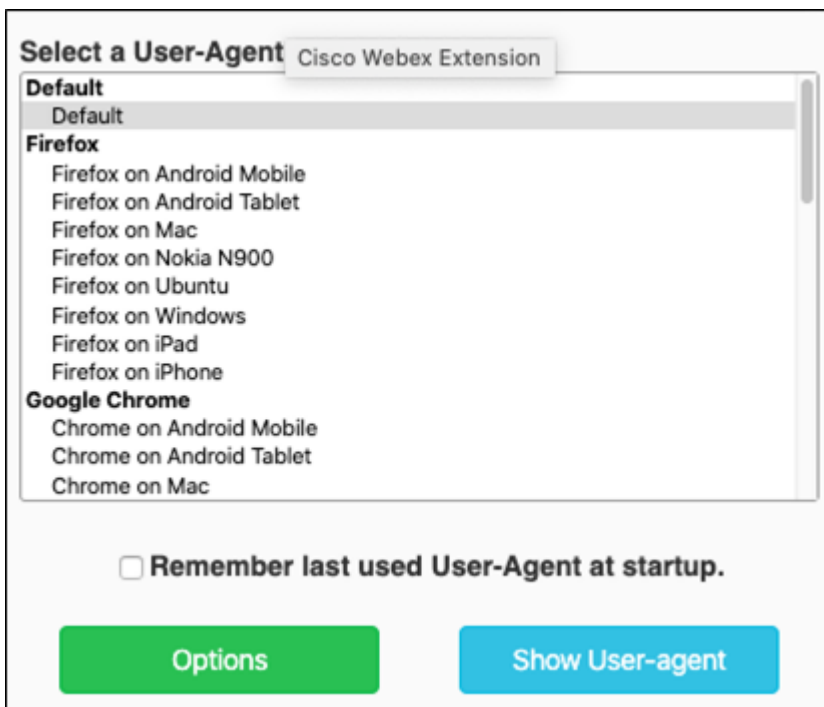 Select a User-Agent
Cisco Webex Extension
Default
Default
Firefox
Firefox on Android Mobile
Firefox on Android Tablet
Firefox on Mac
Firefox on Nokia N900
Firefox on Ubuntu
Firefox on Windows
Firefox on iPad
Firefox on iPhone
Google Chrome
Chrome on Android Mobile
Chrome on Android Tablet
Chrome on Mac
Remember last used User-Agent at startup.
Options
Show User-agent